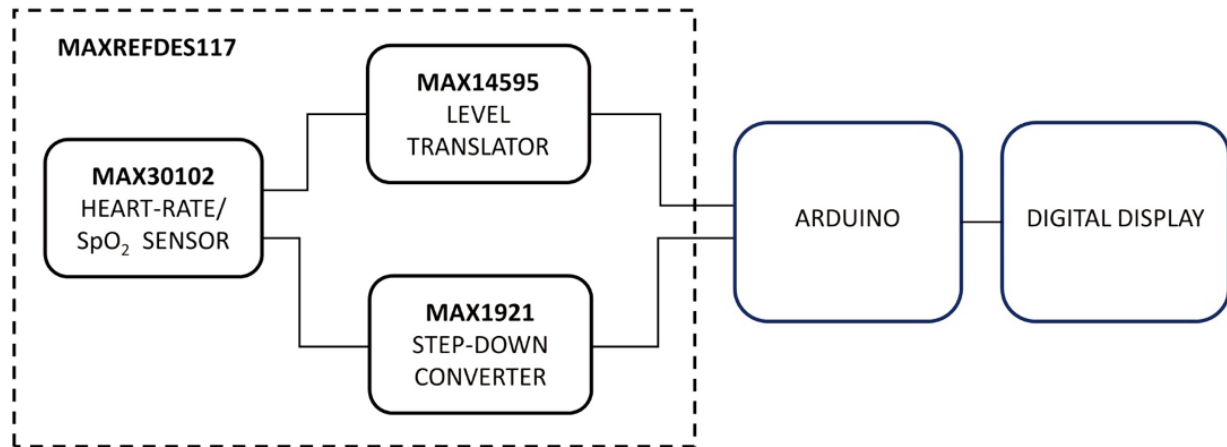 MAXREFDES117
MAX30102
HEART-RATE/
SpO₂ SENSOR
MAX14595
LEVEL
TRANSLATOR
MAX1921
STEP-DOWN
CONVERTER
ARDUINO
DIGITAL DISPLAY